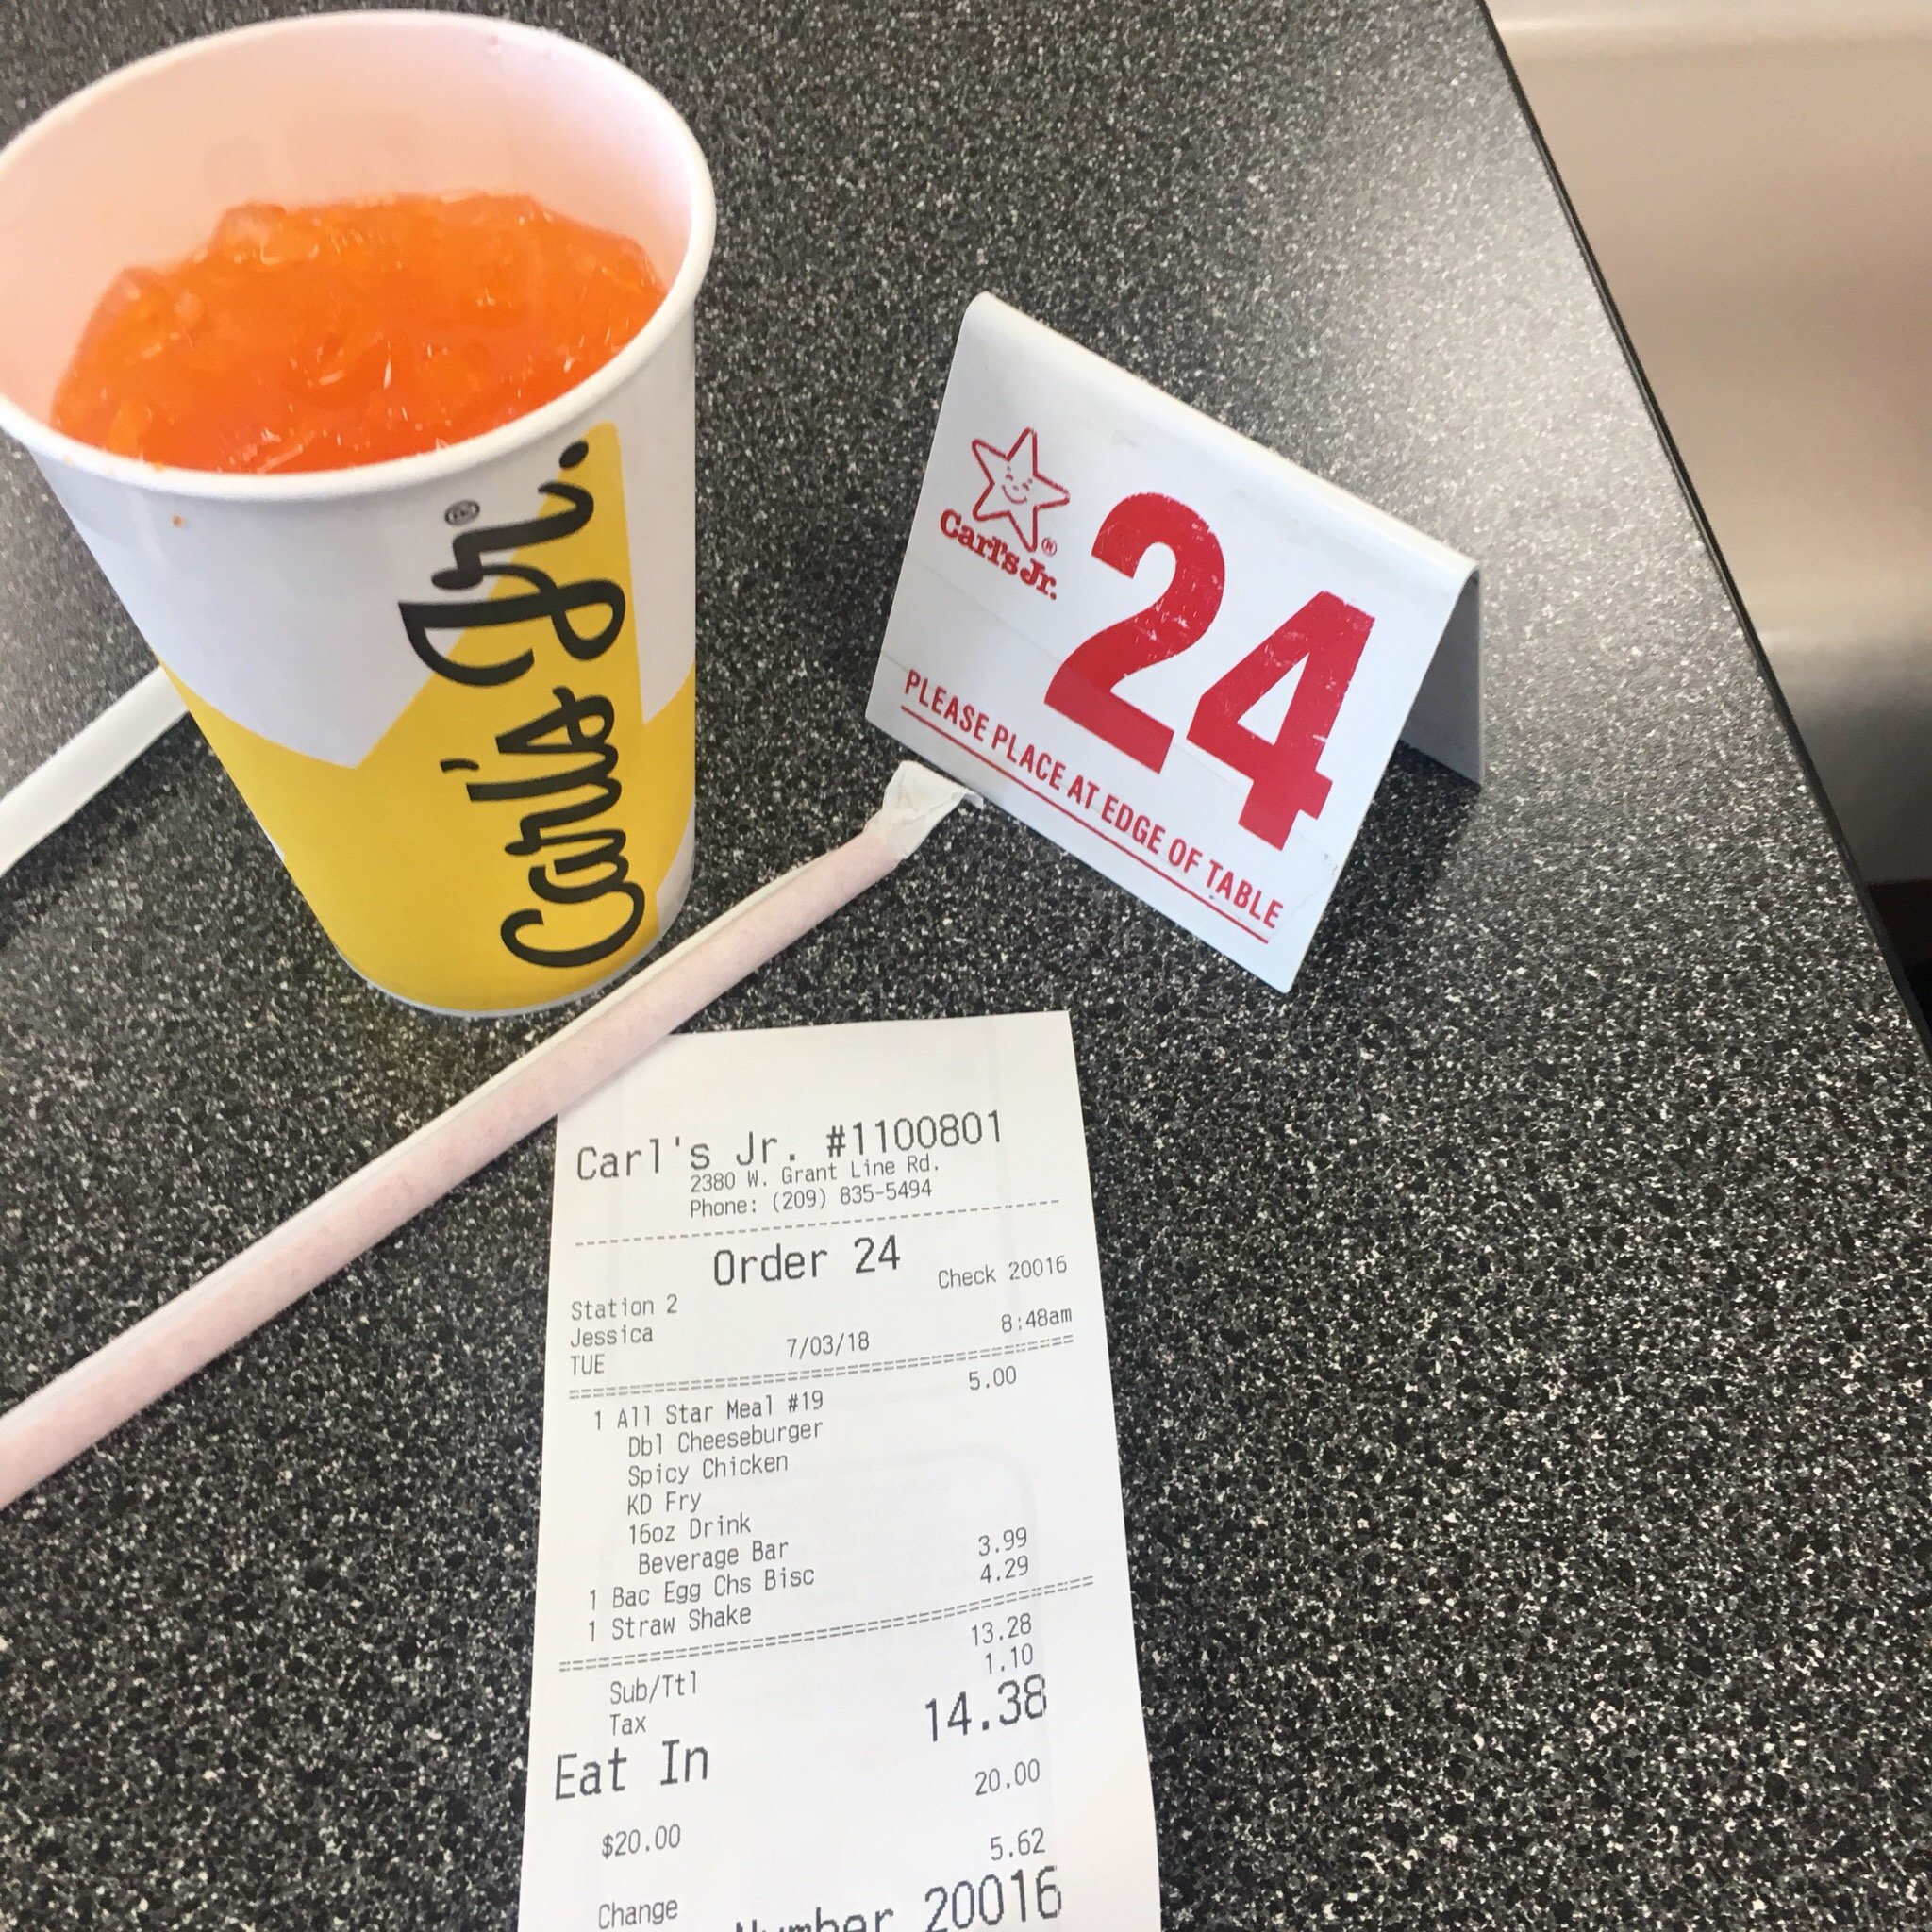 Carl's Jr.®
Carl's Jr.®
24
PLEASE PLACE AT EDGE OF TABLE
Carl's Jr. #1100801
2380 W. Grant Line Rd.
Phone: (209) 835-5494
Order 24
Check 20016
Station 2
Jessica
TUE 7/03/18 8:48am
1 All Star Meal #19 5.00
Dbl Cheeseburger
Spicy Chicken
KD Fry
16oz Drink
Beverage Bar
1 Bac Egg Chs Bisc 3.99
1 Straw Shake 4.29
Sub/Ttl 13.28
Tax 1.10
Eat In 14.38
$20.00 20.00
Change 5.62
Number 20016